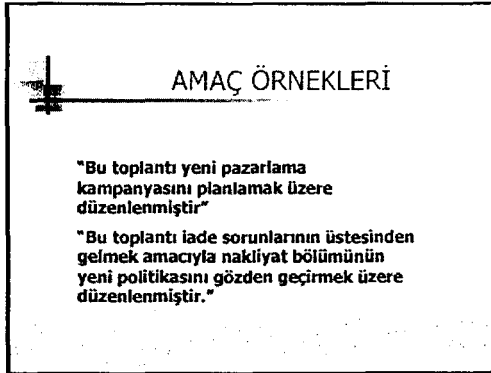 AMAÇ ÖRNEKLERİ
"Bu toplantı yeni pazarlama
kampanyasını planlamak üzere
düzenlenmiştir"
"Bu toplantı iade sorunlarının üstesinden
gelmek amacıyla nakliyat bölümünün
yeni politikasını gözden geçirmek üzere
düzenlenmiştir."